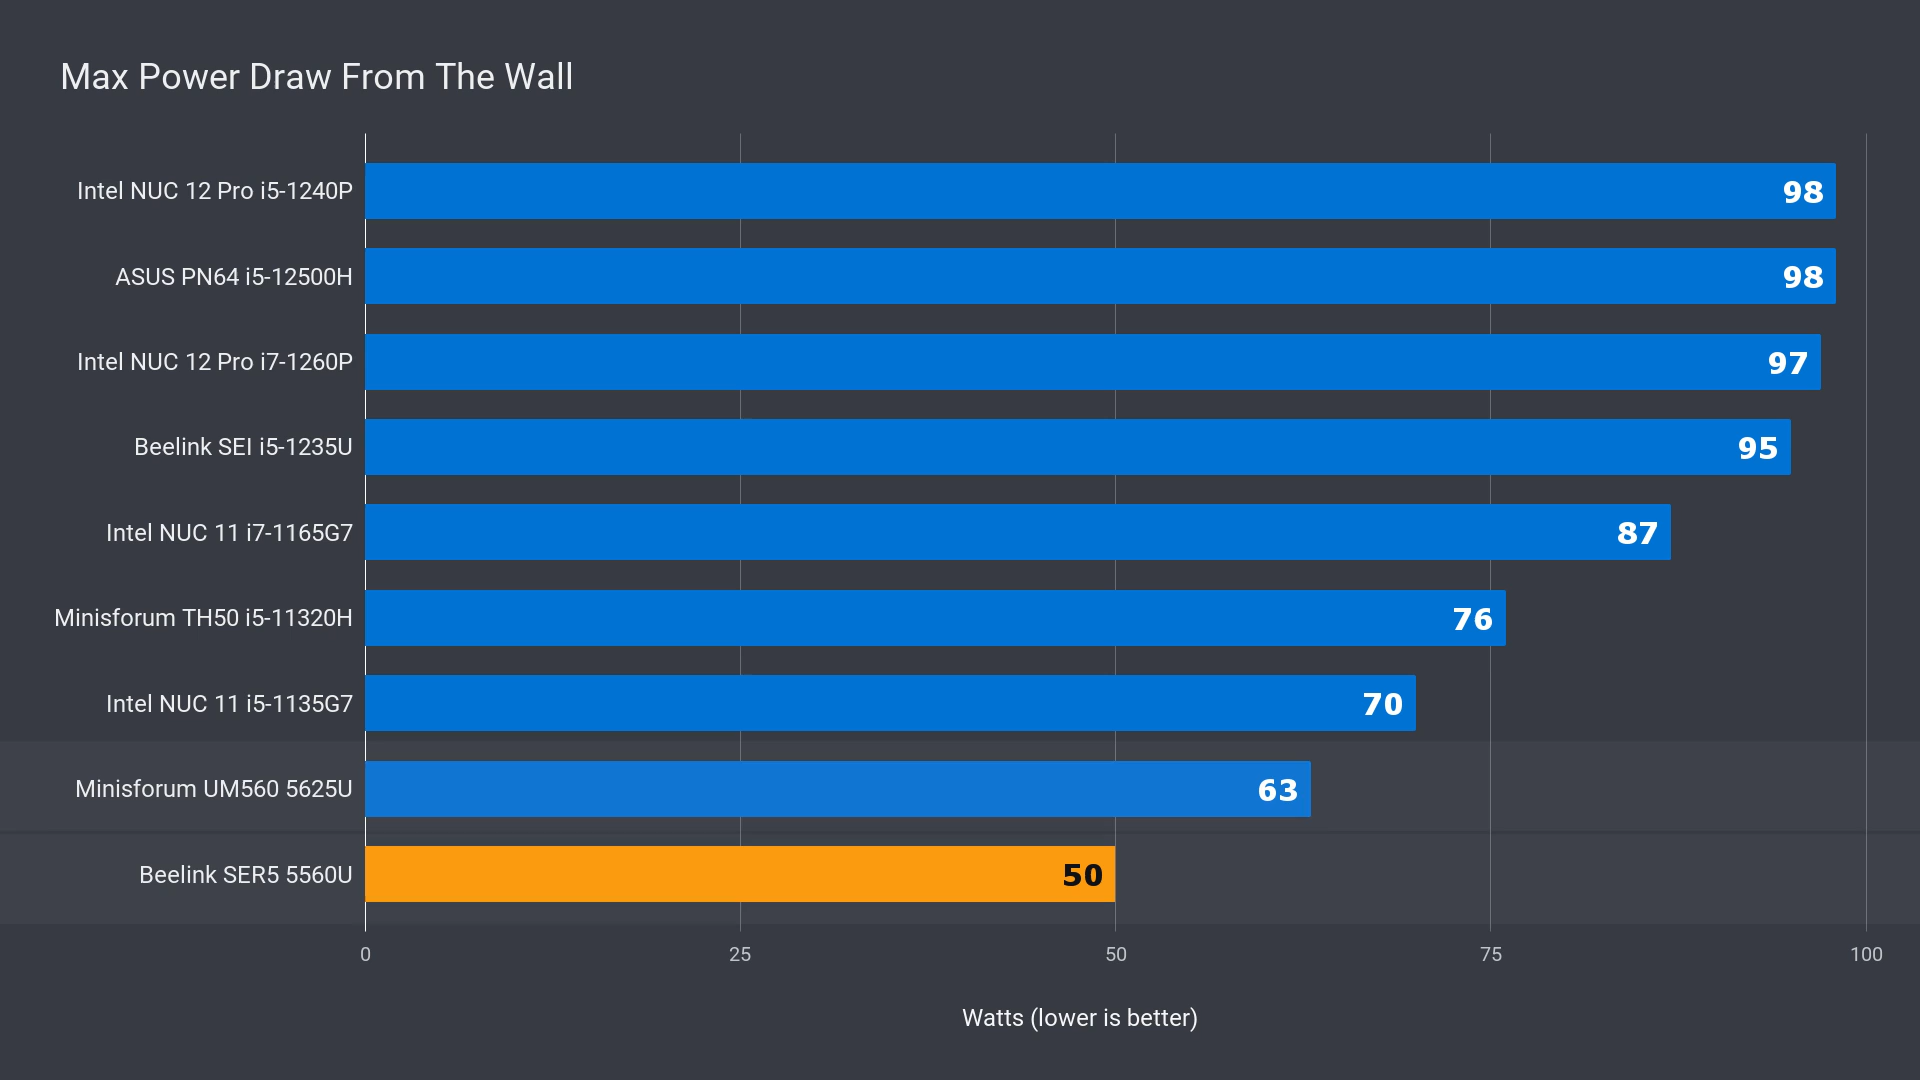 Max Power Draw From The Wall
Intel NUC 12 Pro i5-1240P 98
ASUS PN64 i5-12500H 98
Intel NUC 12 Pro i7-1260P 97
Beelink SEI i5-1235U 95
Intel NUC 11 i7-1165G7 87
Minisforum TH50 i5-11320H 76
Intel NUC 11 i5-1135G7 70
Minisforum UM560 5625U 63
Beelink SER5 5560U 50
0 25 50 75 100
Watts (lower is better)